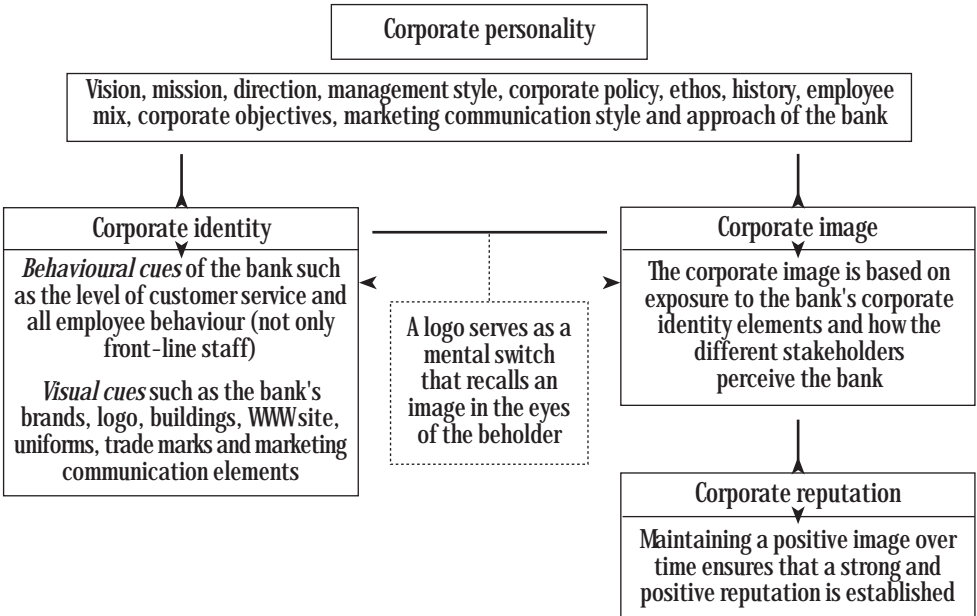 Corporate personality
Vision, mission, direction, management style, corporate policy, ethos, history, employee
mix, corporate objectives, marketing communication style and approach of the bank
Corporate identity
Behavioural cues of the bank such
as the level of customer service and
all employee behaviour (not only
front-line staff)
Visual cues such as the bank's
brands, logo, buildings, WWW site,
uniforms, trade marks and marketing
communication elements
A logo serves as a
mental switch
that recalls an
image in the eyes
of the beholder
Corporate image
The corporate image is based on
exposure to the bank's corporate
identity elements and how the
different stakeholders
perceive the bank
Corporate reputation
Maintaining a positive image over
time ensures that a strong and
positive reputation is established